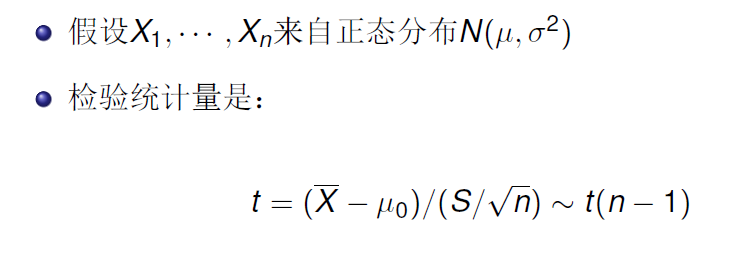 假设X₁,⋯,Xₙ来自正态分布N(μ,σ²)
检验统计量是：
t = (X̅ − μ₀)/(S/√n) ∼ t(n − 1)